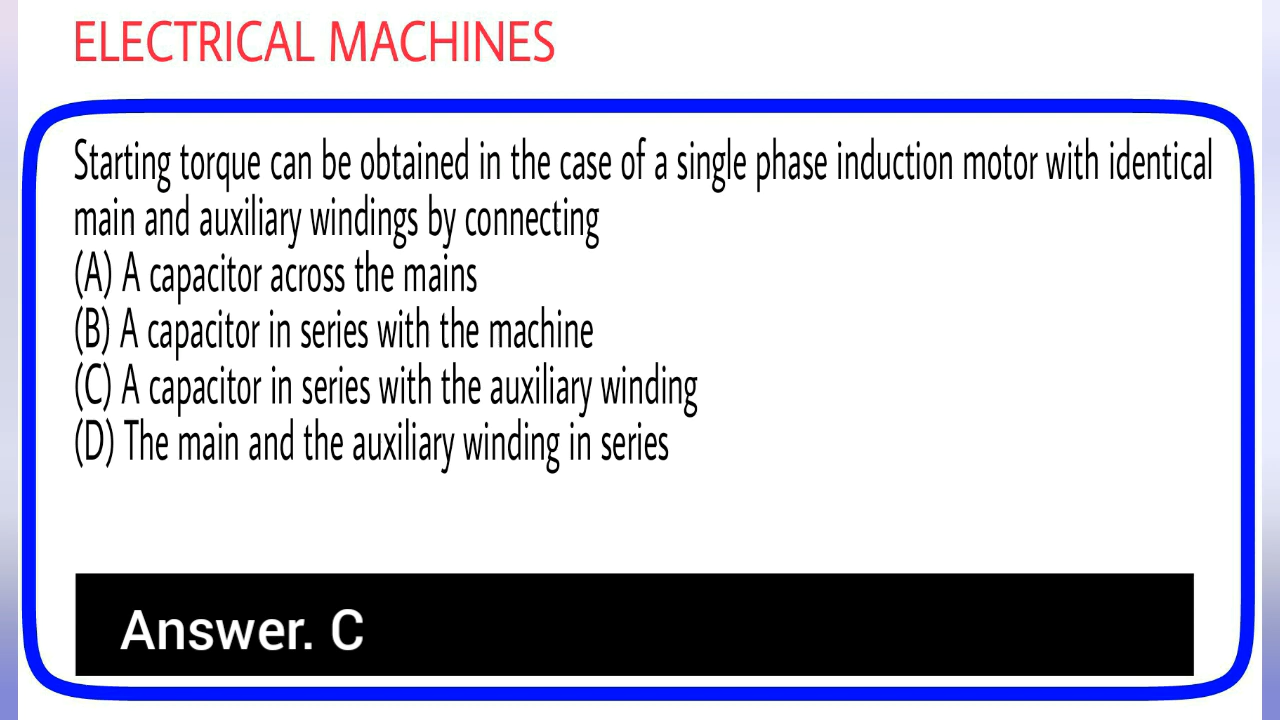 ELECTRICAL MACHINES
Starting torque can be obtained in the case of a single phase induction motor with identical
main and auxiliary windings by connecting
(A) A capacitor across the mains
(B) A capacitor in series with the machine
(C) A capacitor in series with the auxiliary winding
(D) The main and the auxiliary winding in series
Answer. C